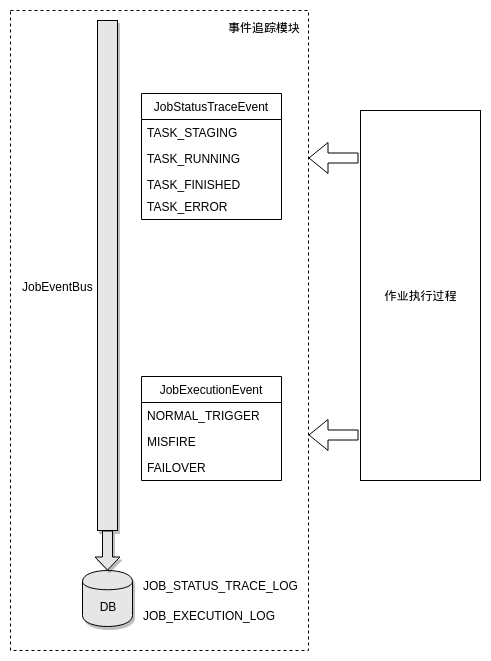 事件追踪模块
JobStatusTraceEvent
TASK_STAGING
TASK_RUNNING
TASK_FINISHED
TASK_ERROR
JobEventBus
作业执行过程
JobExecutionEvent
NORMAL_TRIGGER
MISFIRE
FAILOVER
DB
JOB_STATUS_TRACE_LOG
JOB_EXECUTION_LOG